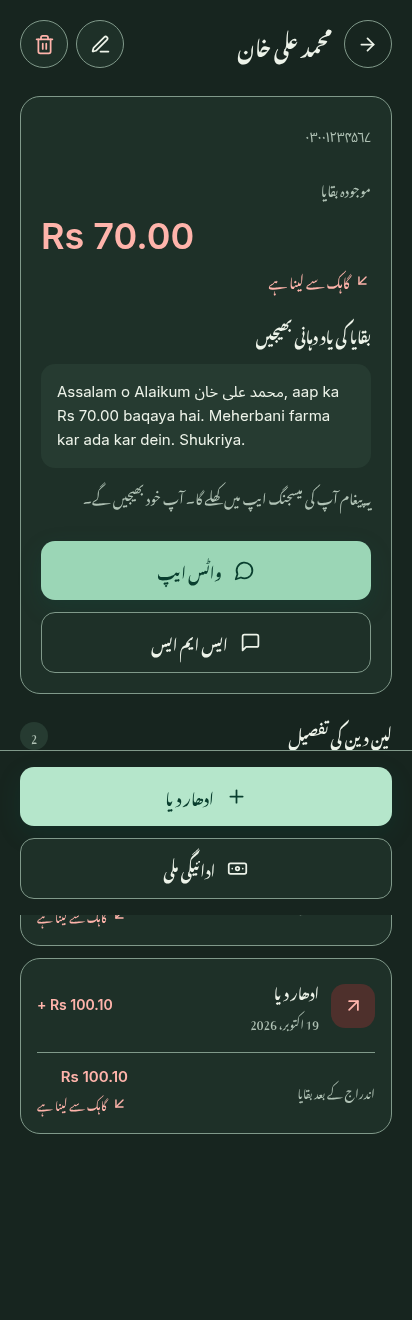 محمد علی خان
۰۳۰۰۱۲۳۴۵۶۷
موجودہ بقایا
Rs 70.00
گاہک سے لینا ہے
بقایا کی یاد دہانی بھیجیں
Assalam o Alaikum محمد علی خان, aap ka
Rs 70.00 baqaya hai. Meherbani farma
kar ada kar dein. Shukriya.
یہ پیغام آپ کی میسجنگ ایپ میں کھلے گا۔ آپ خود بھیجیں گے۔
واٹس ایپ
ایس ایم ایس
لین دین کی تفصیل
2
ادھار دیا
ادائیگی ملی
گاہک سے لینا ہے
ادھار دیا
+ Rs 100.10
19 اکتوبر، 2026
اندراج کے بعد بقایا
Rs 100.10
گاہک سے لینا ہے